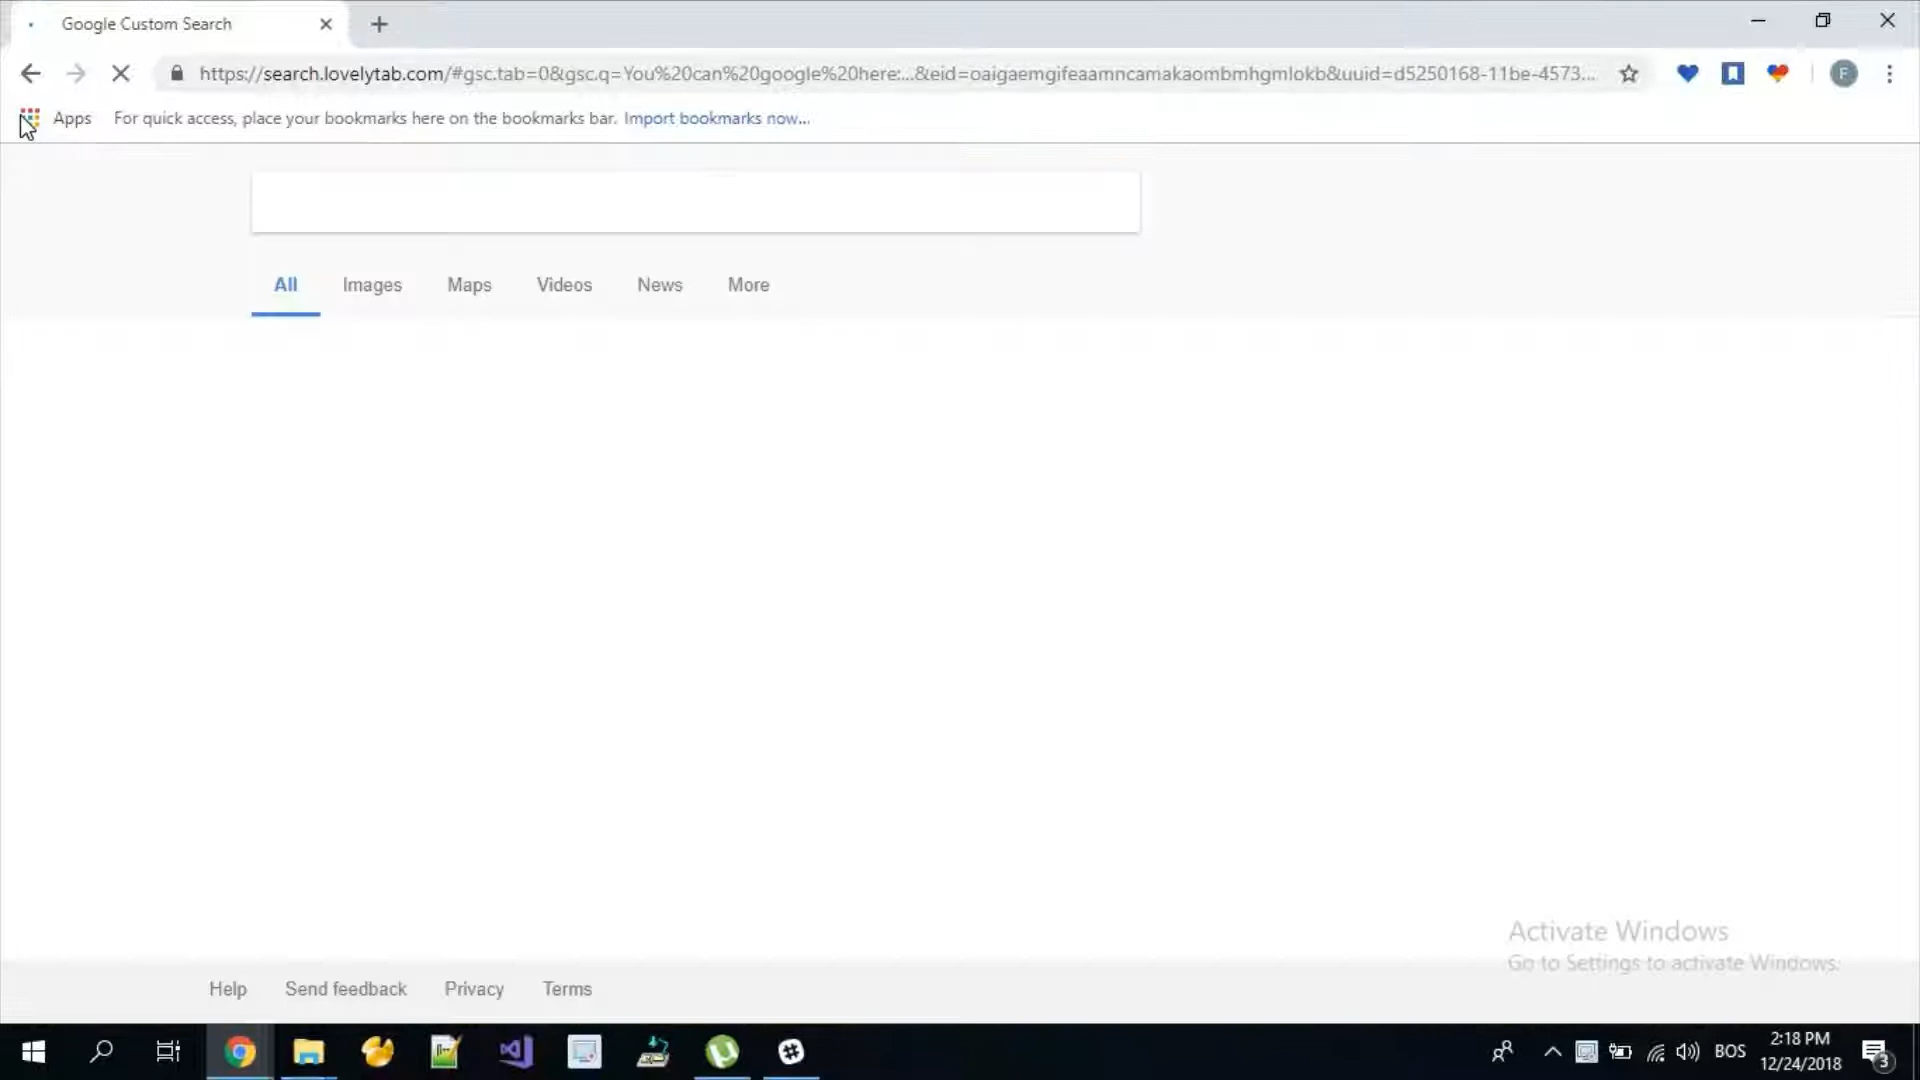 Google Custom Search
https://search.lovelytab.com/#gsc.tab=0&gsc.q=You%20can%20google%20here:...&eid=oaigaemgifeaamncamakaombmhgmlokb&uuid=d5250168-11be-4573...
F
Apps For quick access, place your bookmarks here on the bookmarks bar. Import bookmarks now...
All Images Maps Videos News More
Activate Windows
Go to Settings to activate Windows.
Help Send feedback Privacy Terms
BOS
2:18 PM
12/24/2018
3